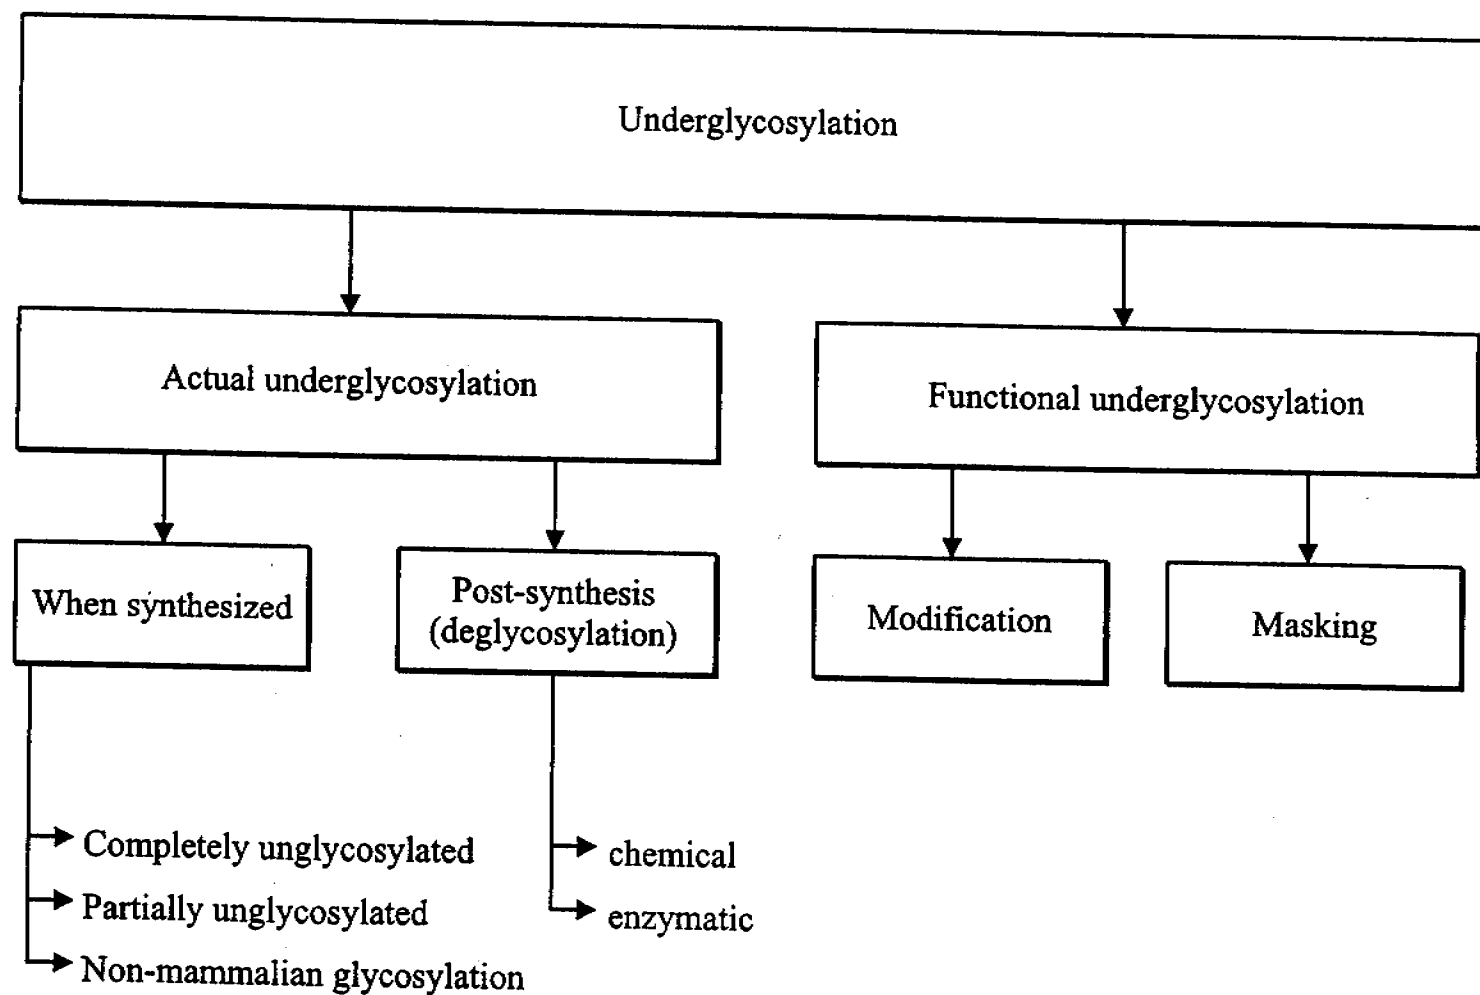 Underglycosylation
Actual underglycosylation
Functional underglycosylation
When synthesized
Post-synthesis
(deglycosylation)
Modification
Masking
Completely unglycosylated
Partially unglycosylated
Non-mammalian glycosylation
chemical
enzymatic